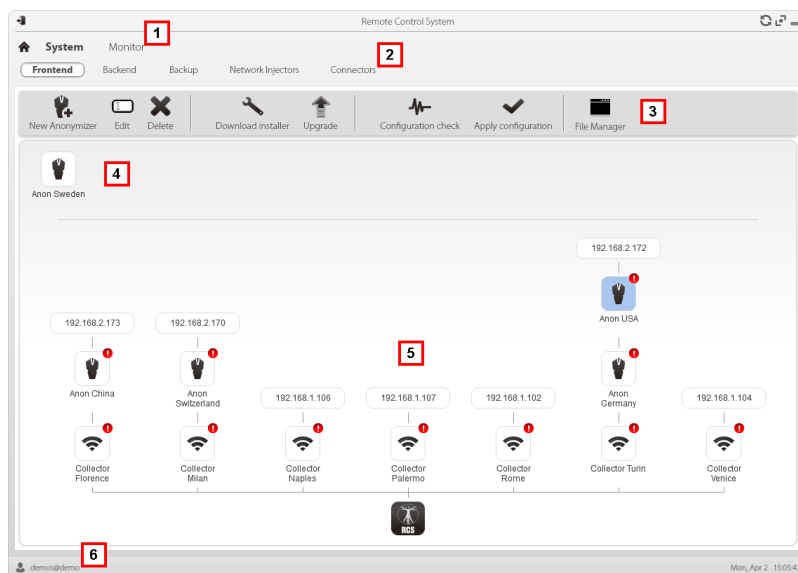 Remote Control System
1
System Monitor
2
Frontend Backend Backup Network Injectors Connectors
New Anonymizer Edit Delete Download installer Upgrade Configuration check Apply configuration File Manager
3
4
Anon Sweden
192.168.2.172
Anon USA
192.168.2.173 192.168.2.170
5
Anon China
Anon
Switzerland
192.168.1.106 192.168.1.107 192.168.1.102
Anon
Germany
192.168.1.104
Collector
Florence
Collector
Milan
Collector
Naples
Collector
Palermo
Collector
Rome
Collector Turin
Collector
Venice
RCS
6
demos@demo
Mon, Apr 2